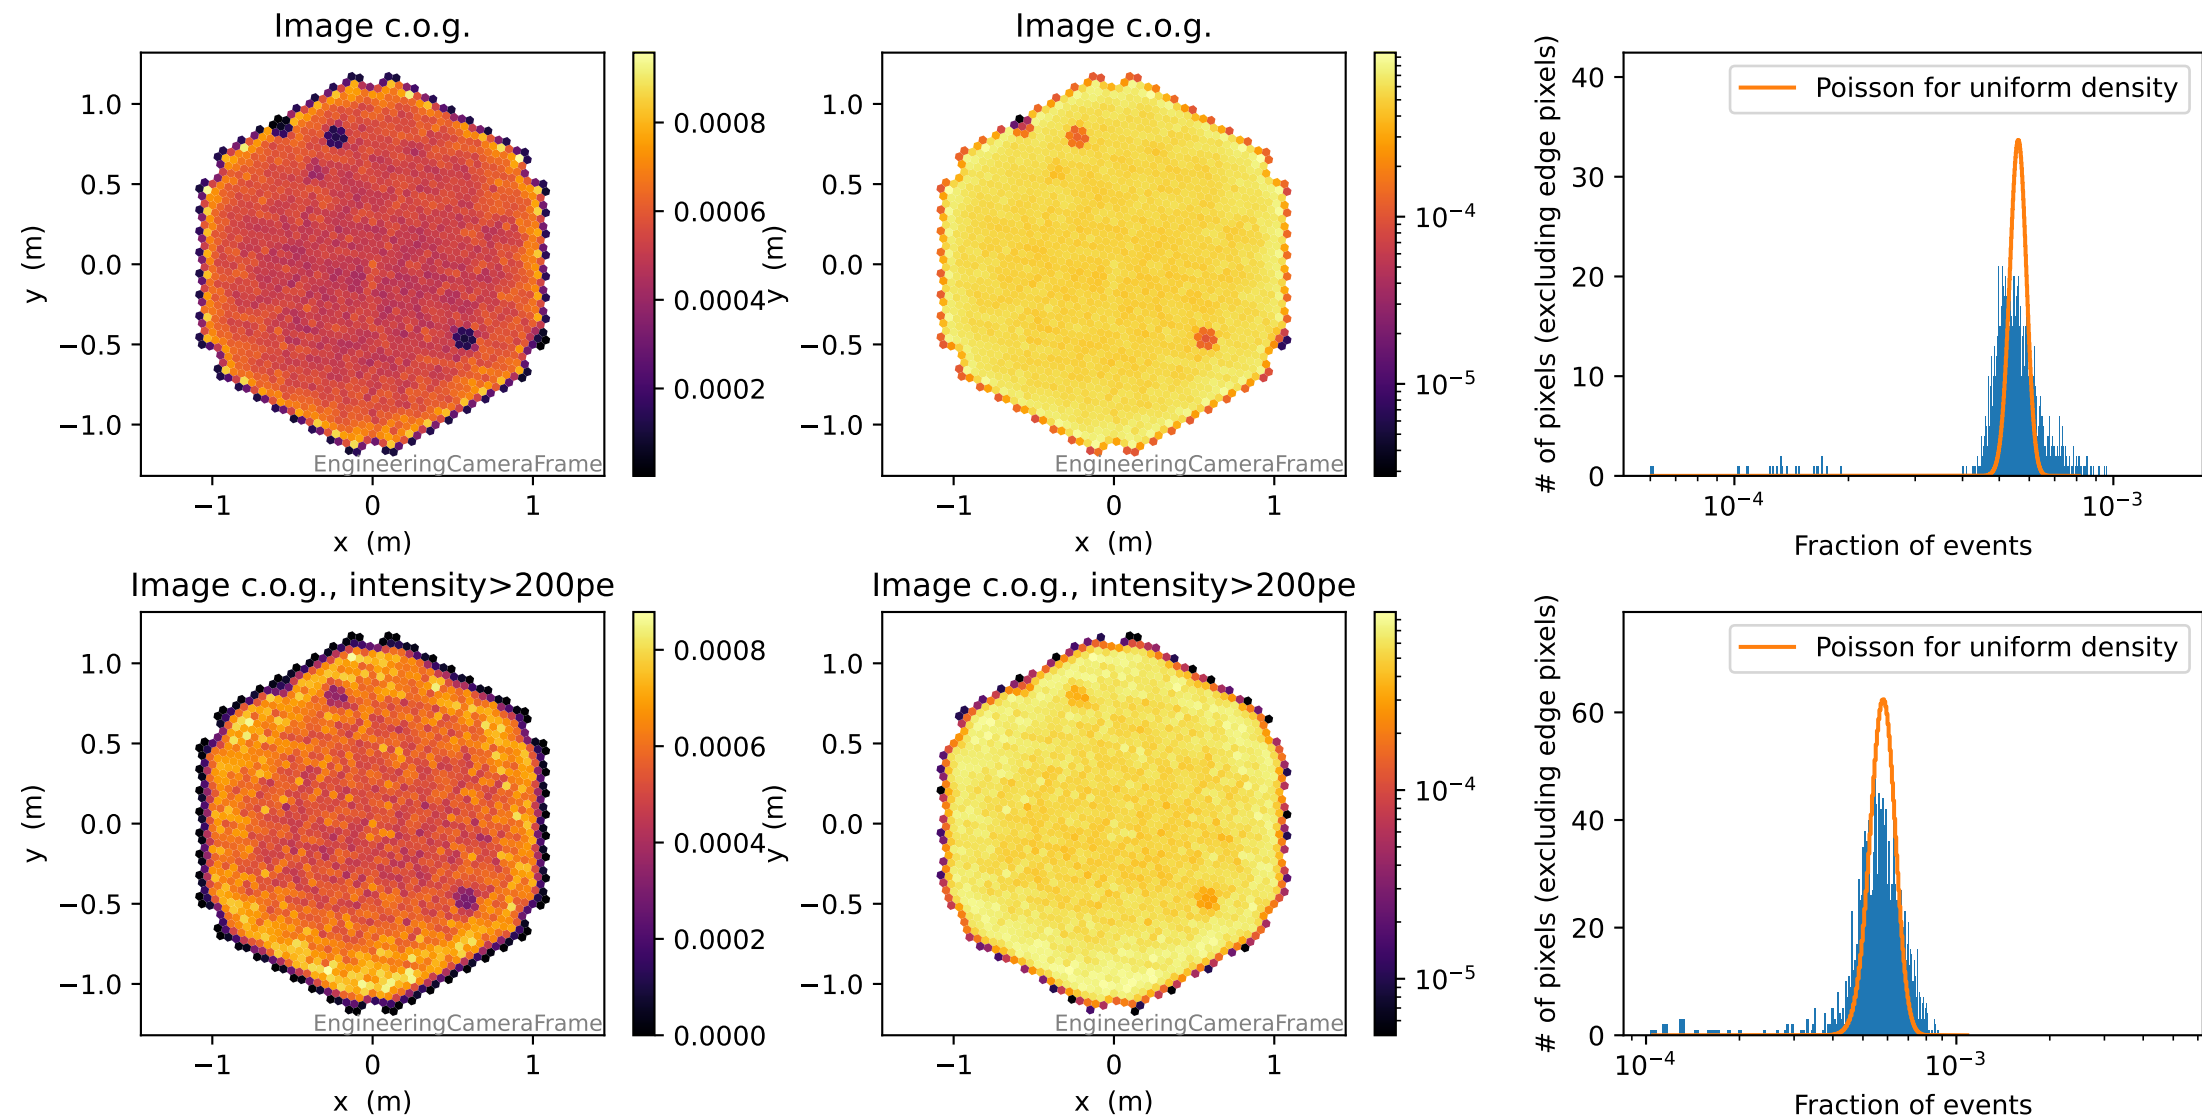 Image c.o.g.
1.0
0.5
0.0
−0.5
−1.0
y (m)
−1
0
1
x (m)
EngineeringCameraFrame
0.0008
0.0006
0.0004
0.0002
Image c.o.g.
1.0
0.5
0.0
−0.5
−1.0
y (m)
−1
0
1
x (m)
EngineeringCameraFrame
10⁻⁴
10⁻⁵
# of pixels (excluding edge pixels)
40
30
20
10
0
Poisson for uniform density
10⁻⁴
10⁻³
Fraction of events
Image c.o.g., intensity>200pe
1.0
0.5
0.0
−0.5
−1.0
y (m)
−1
0
1
x (m)
EngineeringCameraFrame
0.0008
0.0006
0.0004
0.0002
0.0000
Image c.o.g., intensity>200pe
1.0
0.5
0.0
−0.5
−1.0
y (m)
−1
0
1
x (m)
EngineeringCameraFrame
10⁻⁴
10⁻⁵
# of pixels (excluding edge pixels)
60
40
20
0
Poisson for uniform density
10⁻⁴
10⁻³
Fraction of events